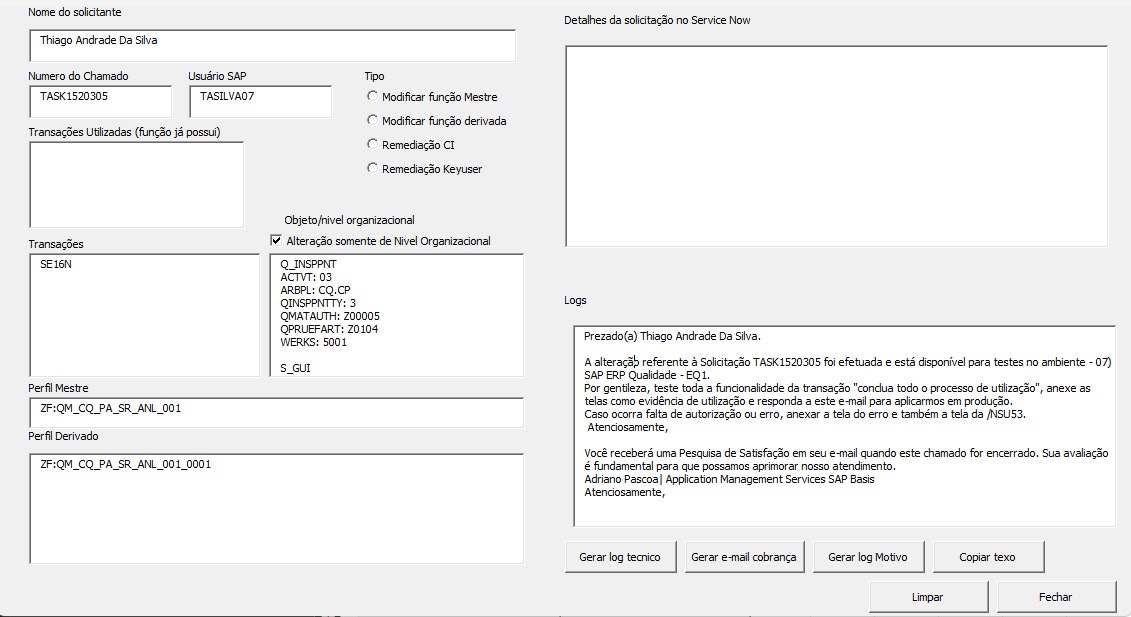 Nome do solicitante
Thiago Andrade Da Silva
Numero do Chamado
Usuário SAP
TASK1520305
TASILVA07
Tipo
Modificar função Mestre
Modificar função derivada
Remediação CI
Remediação Keyuser
Transações Utilizadas (função já possui)
Objeto/nivel organizacional
Alteração somente de Nivel Organizacional
Transações
SE16N
Q_INSPPNT
ACTVT: 03
ARBPL: CQ.CP
QINSPPNTTY: 3
QMATAUTH: Z00005
QPRUEFART: Z0104
WERKS: 5001
S_GUI
Perfil Mestre
ZF:QM_CQ_PA_SR_ANL_001
Perfil Derivado
ZF:QM_CQ_PA_SR_ANL_001_0001
Detalhes da solicitação no Service Now
Logs
Prezado(a) Thiago Andrade Da Silva.
A alteração referente à Solicitação TASK1520305 foi efetuada e está disponível para testes no ambiente - 07)
SAP ERP Qualidade - EQ1.
Por gentileza, teste toda a funcionalidade da transação "conclua todo o processo de utilização", anexe as
telas como evidência de utilização e responda a este e-mail para aplicarmos em produção.
Caso ocorra falta de autorização ou erro, anexar a tela do erro e também a tela da /NSU53.
Atenciosamente,
Você receberá uma Pesquisa de Satisfação em seu e-mail quando este chamado for encerrado. Sua avaliação
é fundamental para que possamos aprimorar nosso atendimento.
Adriano Pascoa| Application Management Services SAP Basis
Atenciosamente,
Gerar log tecnico
Gerar e-mail cobrança
Gerar log Motivo
Copiar texo
Limpar
Fechar